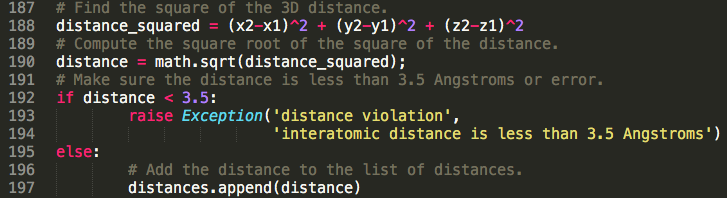 187 # Find the square of the 3D distance.
188 distance_squared = (x2-x1)^2 + (y2-y1)^2 + (z2-z1)^2
189 # Compute the square root of the square of the distance.
190 distance = math.sqrt(distance_squared);
191 # Make sure the distance is less than 3.5 Angstroms or error.
192 if distance < 3.5:
193 raise Exception('distance violation',
194 'interatomic distance is less than 3.5 Angstroms')
195 else:
196 # Add the distance to the list of distances.
197 distances.append(distance)